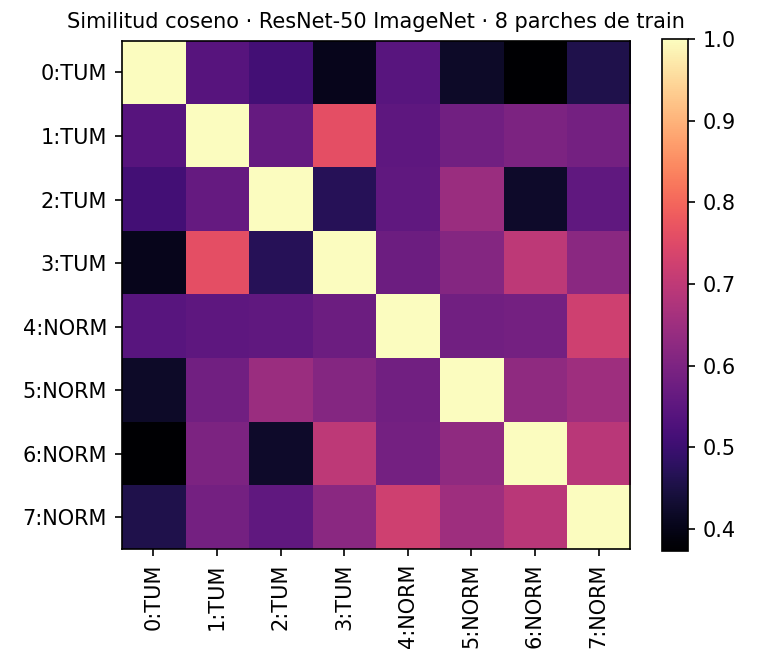 Similitud coseno · ResNet-50 ImageNet · 8 parches de train
0:TUM
1:TUM
2:TUM
3:TUM
4:NORM
5:NORM
6:NORM
7:NORM
0:TUM
1:TUM
2:TUM
3:TUM
4:NORM
5:NORM
6:NORM
7:NORM
1.0
0.9
0.8
0.7
0.6
0.5
0.4